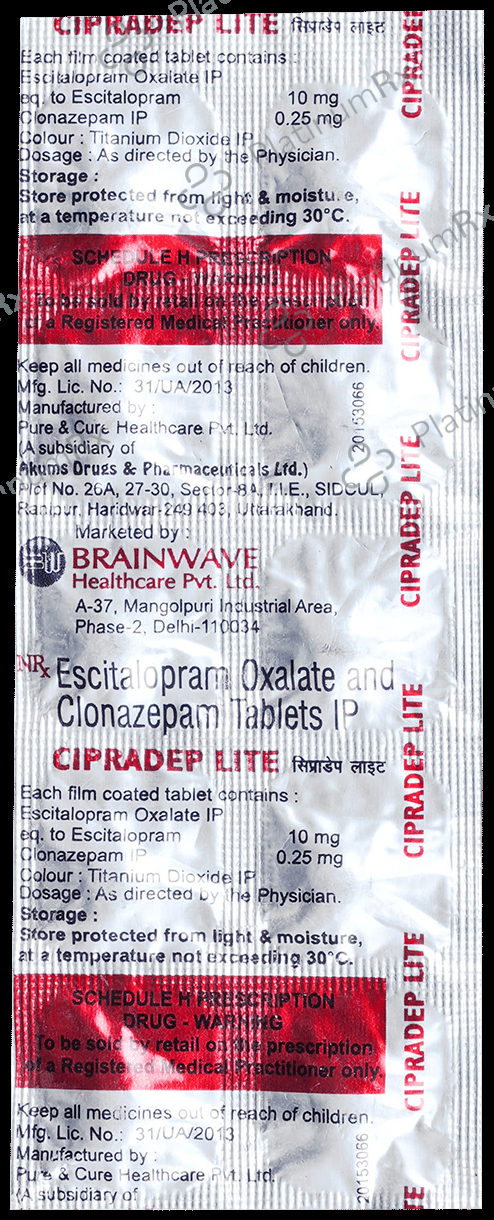 CIPRADEP LITE सिप्राडेप लाइट
Each film coated tablet contains :
Escitalopram Oxalate IP
eq. to Escitalopram 10 mg
Clonazepam IP 0.25 mg
Colour : Titanium Dioxide IP
Dosage : As directed by the Physician.
Storage :
Store protected from light & moisture,
at a temperature not exceeding 30°C.
SCHEDULE H PRESCRIPTION
DRUG - WARNING
To be sold by retail on the prescription
of a Registered Medical Practitioner only.
Keep all medicines out of reach of children.
Mfg. Lic. No.: 31/UA/2013
Manufactured by :
Pure & Cure Healthcare Pvt. Ltd.
(A subsidiary of
Akums Drugs & Pharmaceuticals Ltd.)
Plot No. 26A, 27-30, Sector-8A, I.I.E., SIDCUL,
Ranipur, Haridwar-249 403, Uttarakhand.
20153066
Marketed by :
BW
BRAINWAVE
Healthcare Pvt. Ltd.
A-37, Mangolpuri Industrial Area,
Phase-2, Delhi-110034
NRx Escitalopram Oxalate and
Clonazepam Tablets IP
CIPRADEP LITE सिप्राडेप लाइट
Each film coated tablet contains :
Escitalopram Oxalate IP
eq. to Escitalopram 10 mg
Clonazepam IP 0.25 mg
Colour : Titanium Dioxide IP
Dosage : As directed by the Physician.
Storage :
Store protected from light & moisture,
at a temperature not exceeding 30°C.
SCHEDULE H PRESCRIPTION
DRUG - WARNING
To be sold by retail on the prescription
of a Registered Medical Practitioner only.
Keep all medicines out of reach of children.
Mfg. Lic. No.: 31/UA/2013
Manufactured by :
Pure & Cure Healthcare Pvt. Ltd.
(A subsidiary of
20153066
CIPRADEP
CIPRADEP LITE
CIPRADEP LITE
CIPRADEP LITE
CIPRADEP LITE
TE
PlatinumRx
PlatinumRx
PlatinumRx